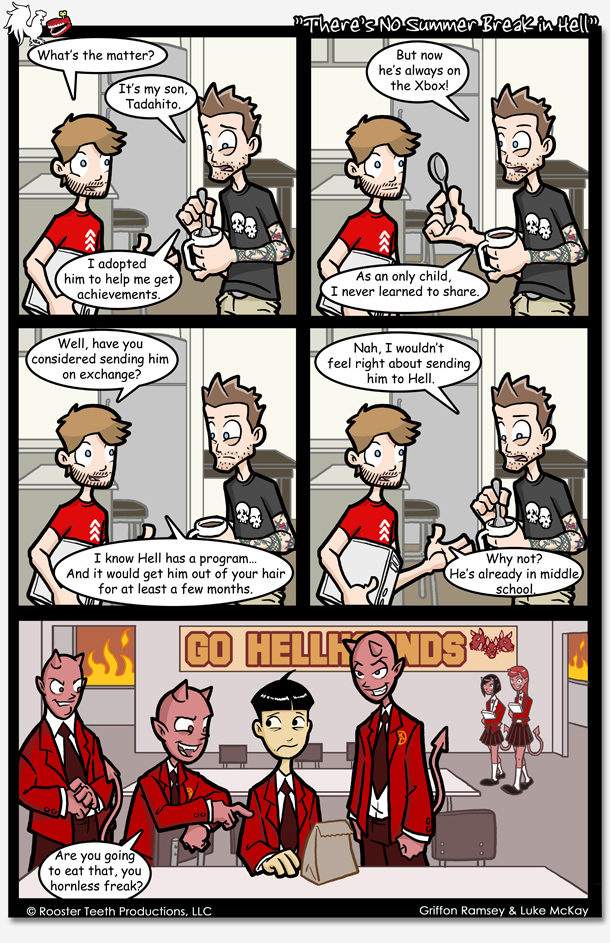 "There's No Summer Break in Hell"
What's the matter?
It's my son,
Tadahito.
I adopted
him to help me get
achievements.
But now
he's always on
the Xbox!
As an only child,
I never learned to share.
Well, have you
considered sending him
on exchange?
I know Hell has a program...
And it would get him out of your hair
for at least a few months.
Nah, I wouldn't
feel right about sending
him to Hell.
Why not?
He's already in middle
school.
GO HELLH NDS
Are you going
to eat that, you
hornless freak?
© Rooster Teeth Productions, LLC
Griffon Ramsey & Luke McKay